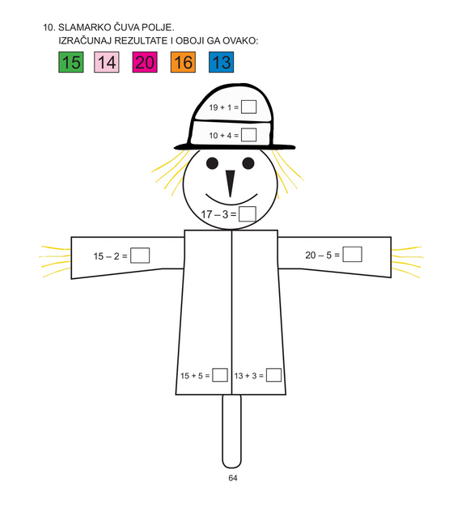 10. SLAMARKO ČUVA POLJE.
IZRAČUNAJ REZULTATE I OBOJI GA OVAKO:
15 14 20 16 13
19 + 1 =
10 + 4 =
17 – 3 =
15 – 2 =
20 – 5 =
15 + 5 =
13 + 3 =
64